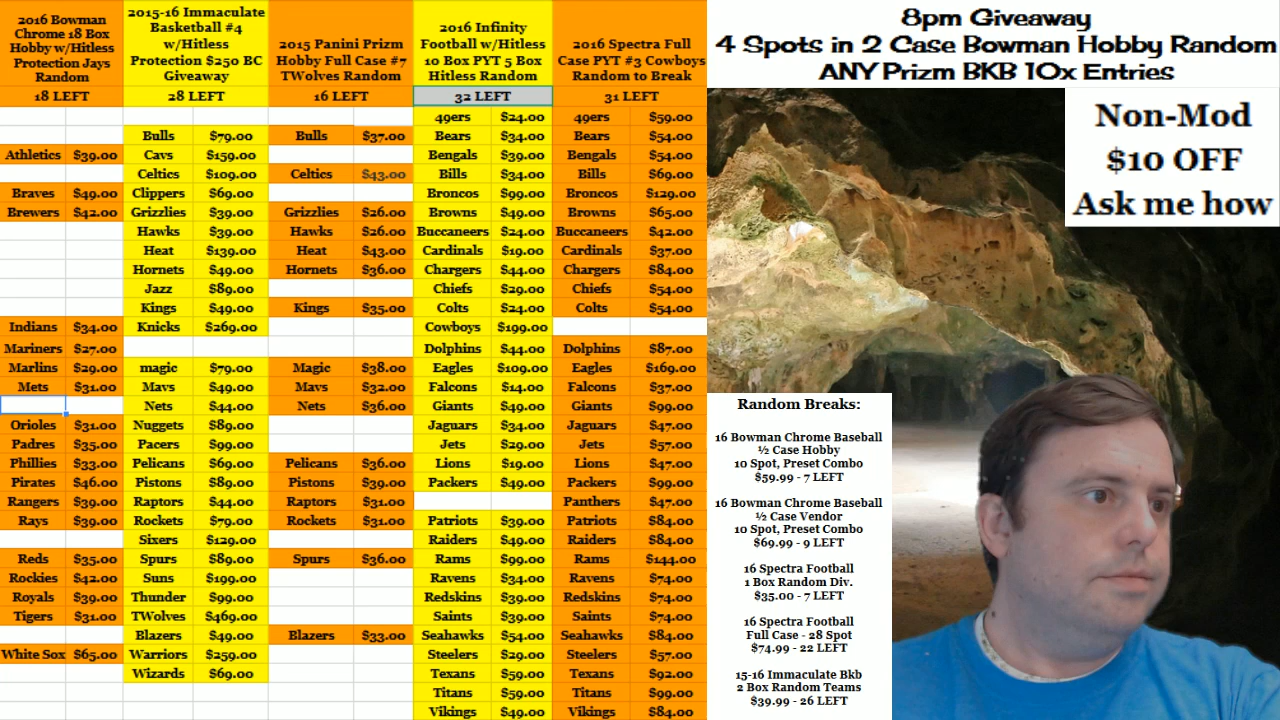 2016 Bowman
Chrome 18 Box
Hobby w/Hitless
Protection Jays
Random
18 LEFT
Athletics $39.00
Braves $49.00
Brewers $42.00
Indians $34.00
Mariners $27.00
Marlins $29.00
Mets $31.00
Orioles $31.00
Padres $35.00
Phillies $33.00
Pirates $46.00
Rangers $39.00
Rays $39.00
Reds $35.00
Rockies $42.00
Royals $39.00
Tigers $31.00
White Sox $65.00
2015-16 Immaculate
Basketball #4
w/Hitless
Protection $250 BC
Giveaway
28 LEFT
Bulls $79.00
Cavs $159.00
Celtics $109.00
Clippers $69.00
Grizzlies $39.00
Hawks $39.00
Heat $139.00
Hornets $49.00
Jazz $89.00
Kings $49.00
Knicks $269.00
magic $79.00
Mavs $49.00
Nets $44.00
Nuggets $89.00
Pacers $99.00
Pelicans $69.00
Pistons $89.00
Raptors $44.00
Rockets $79.00
Sixers $129.00
Spurs $89.00
Suns $199.00
Thunder $99.00
TWolves $469.00
Blazers $49.00
Warriors $259.00
Wizards $69.00
2015 Panini Prizm
Hobby Full Case #7
TWolves Random
16 LEFT
Bulls $37.00
Celtics $43.00
Grizzlies $26.00
Hawks $26.00
Heat $43.00
Hornets $36.00
Kings $35.00
Magic $38.00
Mavs $32.00
Nets $36.00
Pelicans $36.00
Pistons $39.00
Raptors $31.00
Rockets $31.00
Spurs $36.00
Blazers $33.00
2016 Infinity
Football w/Hitless
10 Box PYT 5 Box
Hitless Random
32 LEFT
49ers $24.00
Bears $34.00
Bengals $39.00
Bills $34.00
Broncos $99.00
Browns $49.00
Buccaneers $24.00
Cardinals $19.00
Chargers $44.00
Chiefs $29.00
Colts $24.00
Cowboys $199.00
Dolphins $44.00
Eagles $109.00
Falcons $14.00
Giants $49.00
Jaguars $34.00
Jets $29.00
Lions $19.00
Packers $49.00
Patriots $39.00
Raiders $49.00
Rams $99.00
Ravens $34.00
Redskins $39.00
Saints $39.00
Seahawks $54.00
Steelers $29.00
Texans $59.00
Titans $59.00
Vikings $49.00
2016 Spectra Full
Case PYT #3 Cowboys
Random to Break
31 LEFT
49ers $59.00
Bears $54.00
Bengals $54.00
Bills $69.00
Broncos $129.00
Browns $65.00
Buccaneers $42.00
Cardinals $37.00
Chargers $84.00
Chiefs $54.00
Colts $54.00
Dolphins $87.00
Eagles $169.00
Falcons $37.00
Giants $99.00
Jaguars $47.00
Jets $57.00
Lions $47.00
Packers $99.00
Panthers $47.00
Patriots $84.00
Raiders $84.00
Rams $144.00
Ravens $74.00
Redskins $74.00
Saints $74.00
Seahawks $84.00
Steelers $57.00
Texans $92.00
Titans $99.00
Vikings $84.00
8pm Giveaway
4 Spots in 2 Case Bowman Hobby Random
ANY Prizm BKB 10x Entries
Non-Mod
$10 OFF
Ask me how
Random Breaks:
16 Bowman Chrome Baseball
½ Case Hobby
10 Spot, Preset Combo
$59.99 - 7 LEFT
16 Bowman Chrome Baseball
½ Case Vendor
10 Spot, Preset Combo
$69.99 - 9 LEFT
16 Spectra Football
1 Box Random Div.
$35.00 - 7 LEFT
16 Spectra Football
Full Case - 28 Spot
$74.99 - 22 LEFT
15-16 Immaculate Bkb
2 Box Random Teams
$39.99 - 26 LEFT